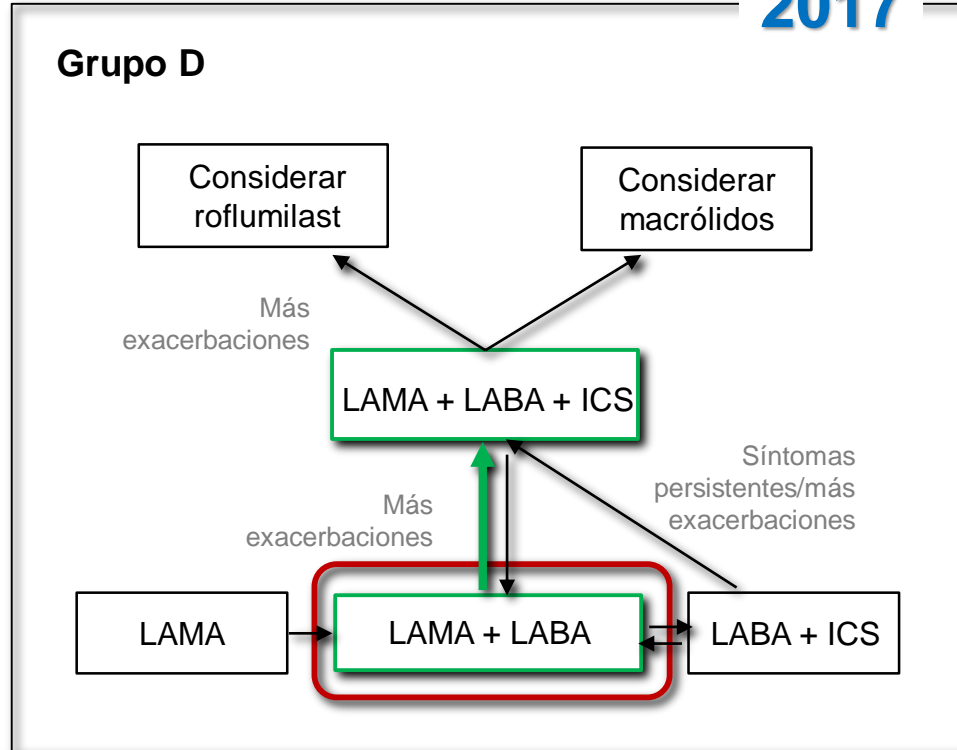 2017
Grupo D
Considerar
roflumilast
Considerar
macrólidos
Más
exacerbaciones
LAMA + LABA + ICS
Síntomas
persistentes/más
exacerbaciones
Más
exacerbaciones
LAMA
LAMA + LABA
LABA + ICS